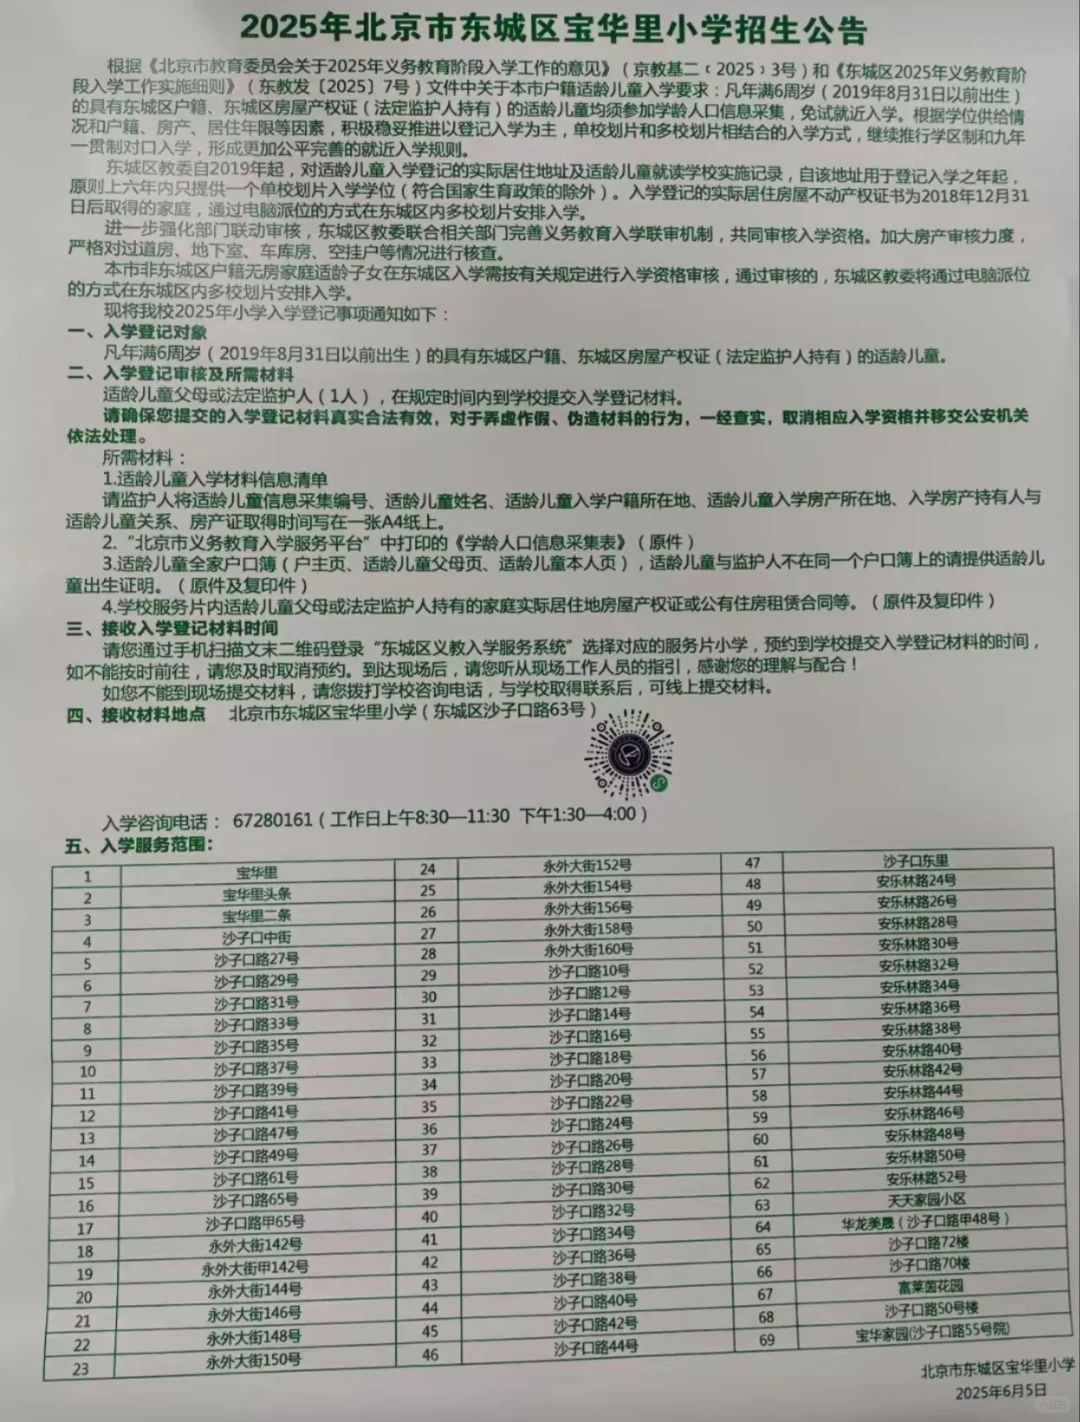 2025年北京市东城区宝华里小学招生公告
根据《北京市教育委员会关于2025年义务教育阶段入学工作的意见》（京教基二﹝2025﹞3号）和《东城区2025年义务教育阶
段入学工作实施细则》（东教发〔2025〕7号）文件中关于本市户籍适龄儿童入学要求：凡年满6周岁（2019年8月31日以前出生）
的具有东城区户籍、东城区房屋产权证（法定监护人持有）的适龄儿童均须参加学龄人口信息采集，免试就近入学。根据学位供给情
况和户籍、房产、居住年限等因素，积极稳妥推进以登记入学为主，单校划片和多校划片相结合的入学方式，继续推行学区制和九年
一贯制对口入学，形成更加公平完善的就近入学规则。
东城区教委自2019年起，对适龄儿童入学登记的实际居住地址及适龄儿童就读学校实施记录，自该地址用于登记入学之年起，
原则上六年内只提供一个单校划片入学学位（符合国家生育政策的除外）。入学登记的实际居住房屋不动产权证书为2018年12月31
日后取得的家庭，通过电脑派位的方式在东城区内多校划片安排入学。
进一步强化部门联动审核，东城区教委联合相关部门完善义务教育入学联审机制，共同审核入学资格。加大房产审核力度，
严格对过道房、地下室、车库房、空挂户等情况进行核查。
本市非东城区户籍无房家庭适龄子女在东城区入学需按有关规定进行入学资格审核，通过审核的，东城区教委将通过电脑派位
的方式在东城区内多校划片安排入学。
现将我校2025年小学入学登记事项通知如下：
一、入学登记对象
凡年满6周岁（2019年8月31日以前出生）的具有东城区户籍、东城区房屋产权证（法定监护人持有）的适龄儿童。
二、入学登记审核及所需材料
适龄儿童父母或法定监护人（1人），在规定时间内到学校提交入学登记材料。
请确保您提交的入学登记材料真实合法有效，对于弄虚作假、伪造材料的行为，一经查实，取消相应入学资格并移交公安机关
依法处理。
所需材料：
1.适龄儿童入学材料信息清单
请监护人将适龄儿童信息采集编号、适龄儿童姓名、适龄儿童入学户籍所在地、适龄儿童入学房产所在地、入学房产持有人与
适龄儿童关系、房产证取得时间写在一张A4纸上。
2.“北京市义务教育入学服务平台”中打印的《学龄人口信息采集表》（原件）
3.适龄儿童全家户口簿（户主页、适龄儿童父母页、适龄儿童本人页），适龄儿童与监护人不在同一个户口簿上的请提供适龄儿
童出生证明。（原件及复印件）
4.学校服务片内适龄儿童父母或法定监护人持有的家庭实际居住地房屋产权证或公有住房租赁合同等。（原件及复印件）
三、接收入学登记材料时间
请您通过手机扫描文末二维码登录“东城区义教入学服务系统”选择对应的服务片小学，预约到学校提交入学登记材料的时间，
如不能按时前往，请您及时取消预约。到达现场后，请您听从现场工作人员的指引，感谢您的理解与配合！
如您不能到现场提交材料，请您拨打学校咨询电话，与学校取得联系后，可线上提交材料。
四、接收材料地点 北京市东城区宝华里小学（东城区沙子口路63号）
入学咨询电话：67280161（工作日上午8:30—11:30 下午1:30—4:00）
五、入学服务范围：
1 宝华里 24 永外大街152号 47 沙子口东里
2 宝华里头条 25 永外大街154号 48 安乐林路24号
3 宝华里二条 26 永外大街156号 49 安乐林路26号
4 沙子口中街 27 永外大街158号 50 安乐林路28号
5 沙子口路27号 28 永外大街160号 51 安乐林路30号
6 沙子口路29号 29 沙子口路10号 52 安乐林路32号
7 沙子口路31号 30 沙子口路12号 53 安乐林路34号
8 沙子口路33号 31 沙子口路14号 54 安乐林路36号
9 沙子口路35号 32 沙子口路16号 55 安乐林路38号
10 沙子口路37号 33 沙子口路18号 56 安乐林路40号
11 沙子口路39号 34 沙子口路20号 57 安乐林路42号
12 沙子口路41号 35 沙子口路22号 58 安乐林路44号
13 沙子口路47号 36 沙子口路24号 59 安乐林路46号
14 沙子口路49号 37 沙子口路26号 60 安乐林路48号
15 沙子口路61号 38 沙子口路28号 61 安乐林路50号
16 沙子口路65号 39 沙子口路30号 62 安乐林路52号
17 沙子口路甲65号 40 沙子口路32号 63 天天家园小区
18 永外大街142号 41 沙子口路34号 64 华龙美晟（沙子口路甲48号）
19 永外大街甲142号 42 沙子口路36号 65 沙子口路72楼
20 永外大街144号 43 沙子口路38号 66 沙子口路70楼
21 永外大街146号 44 沙子口路40号 67 富莱茵花园
22 永外大街148号 45 沙子口路42号 68 沙子口路50号楼
23 永外大街150号 46 沙子口路44号 69 宝华家园(沙子口路55号院)
北京市东城区宝华里小学
2025年6月5日